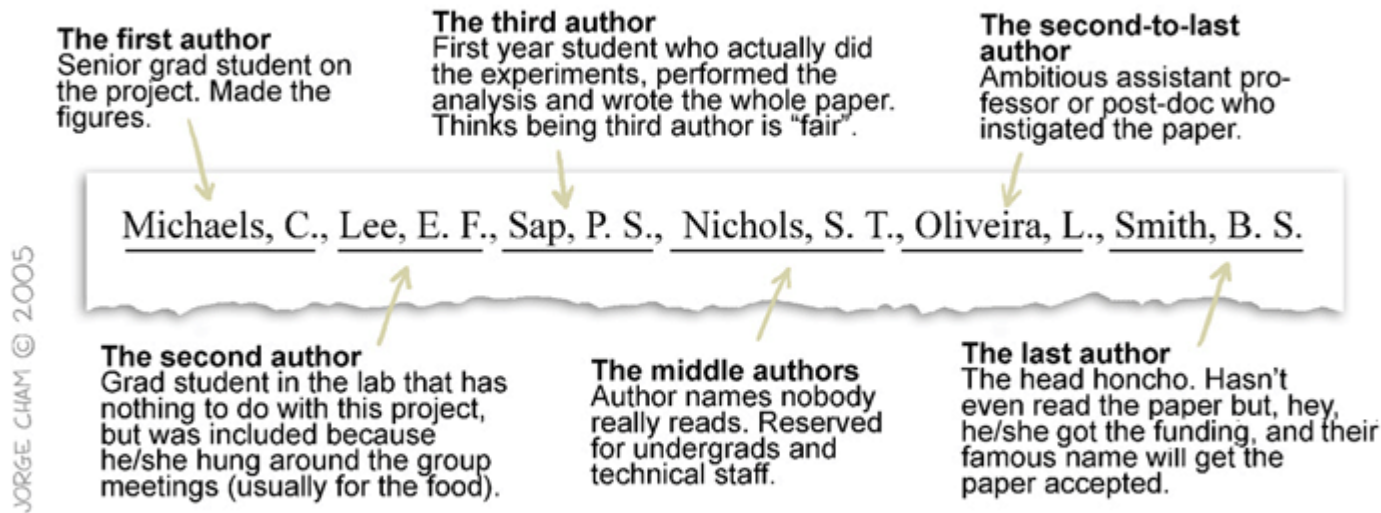 The first author
Senior grad student on
the project. Made the
figures.
The third author
First year student who actually did
the experiments, performed the
analysis and wrote the whole paper.
Thinks being third author is “fair”.
The second-to-last
author
Ambitious assistant pro-
fessor or post-doc who
instigated the paper.
Michaels, C., Lee, E. F., Sap, P. S., Nichols, S. T., Oliveira, L., Smith, B. S.
The second author
Grad student in the lab that has
nothing to do with this project,
but was included because
he/she hung around the group
meetings (usually for the food).
The middle authors
Author names nobody
really reads. Reserved
for undergrads and
technical staff.
The last author
The head honcho. Hasn't
even read the paper but, hey,
he/she got the funding, and their
famous name will get the
paper accepted.
JORGE CHAM © 2005